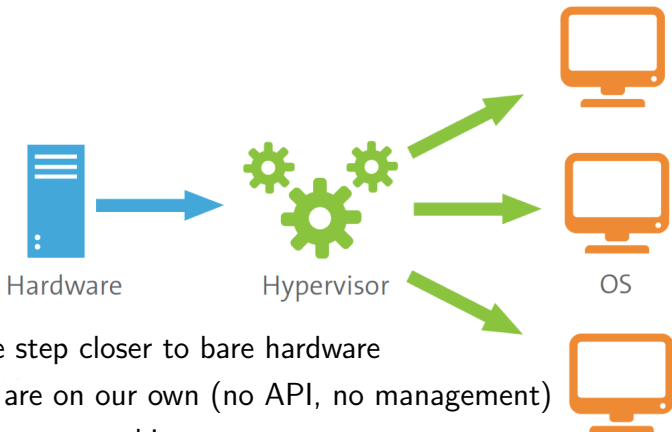 Hardware
Hypervisor
OS
step closer to bare hardware
are on our own (no API, no management)